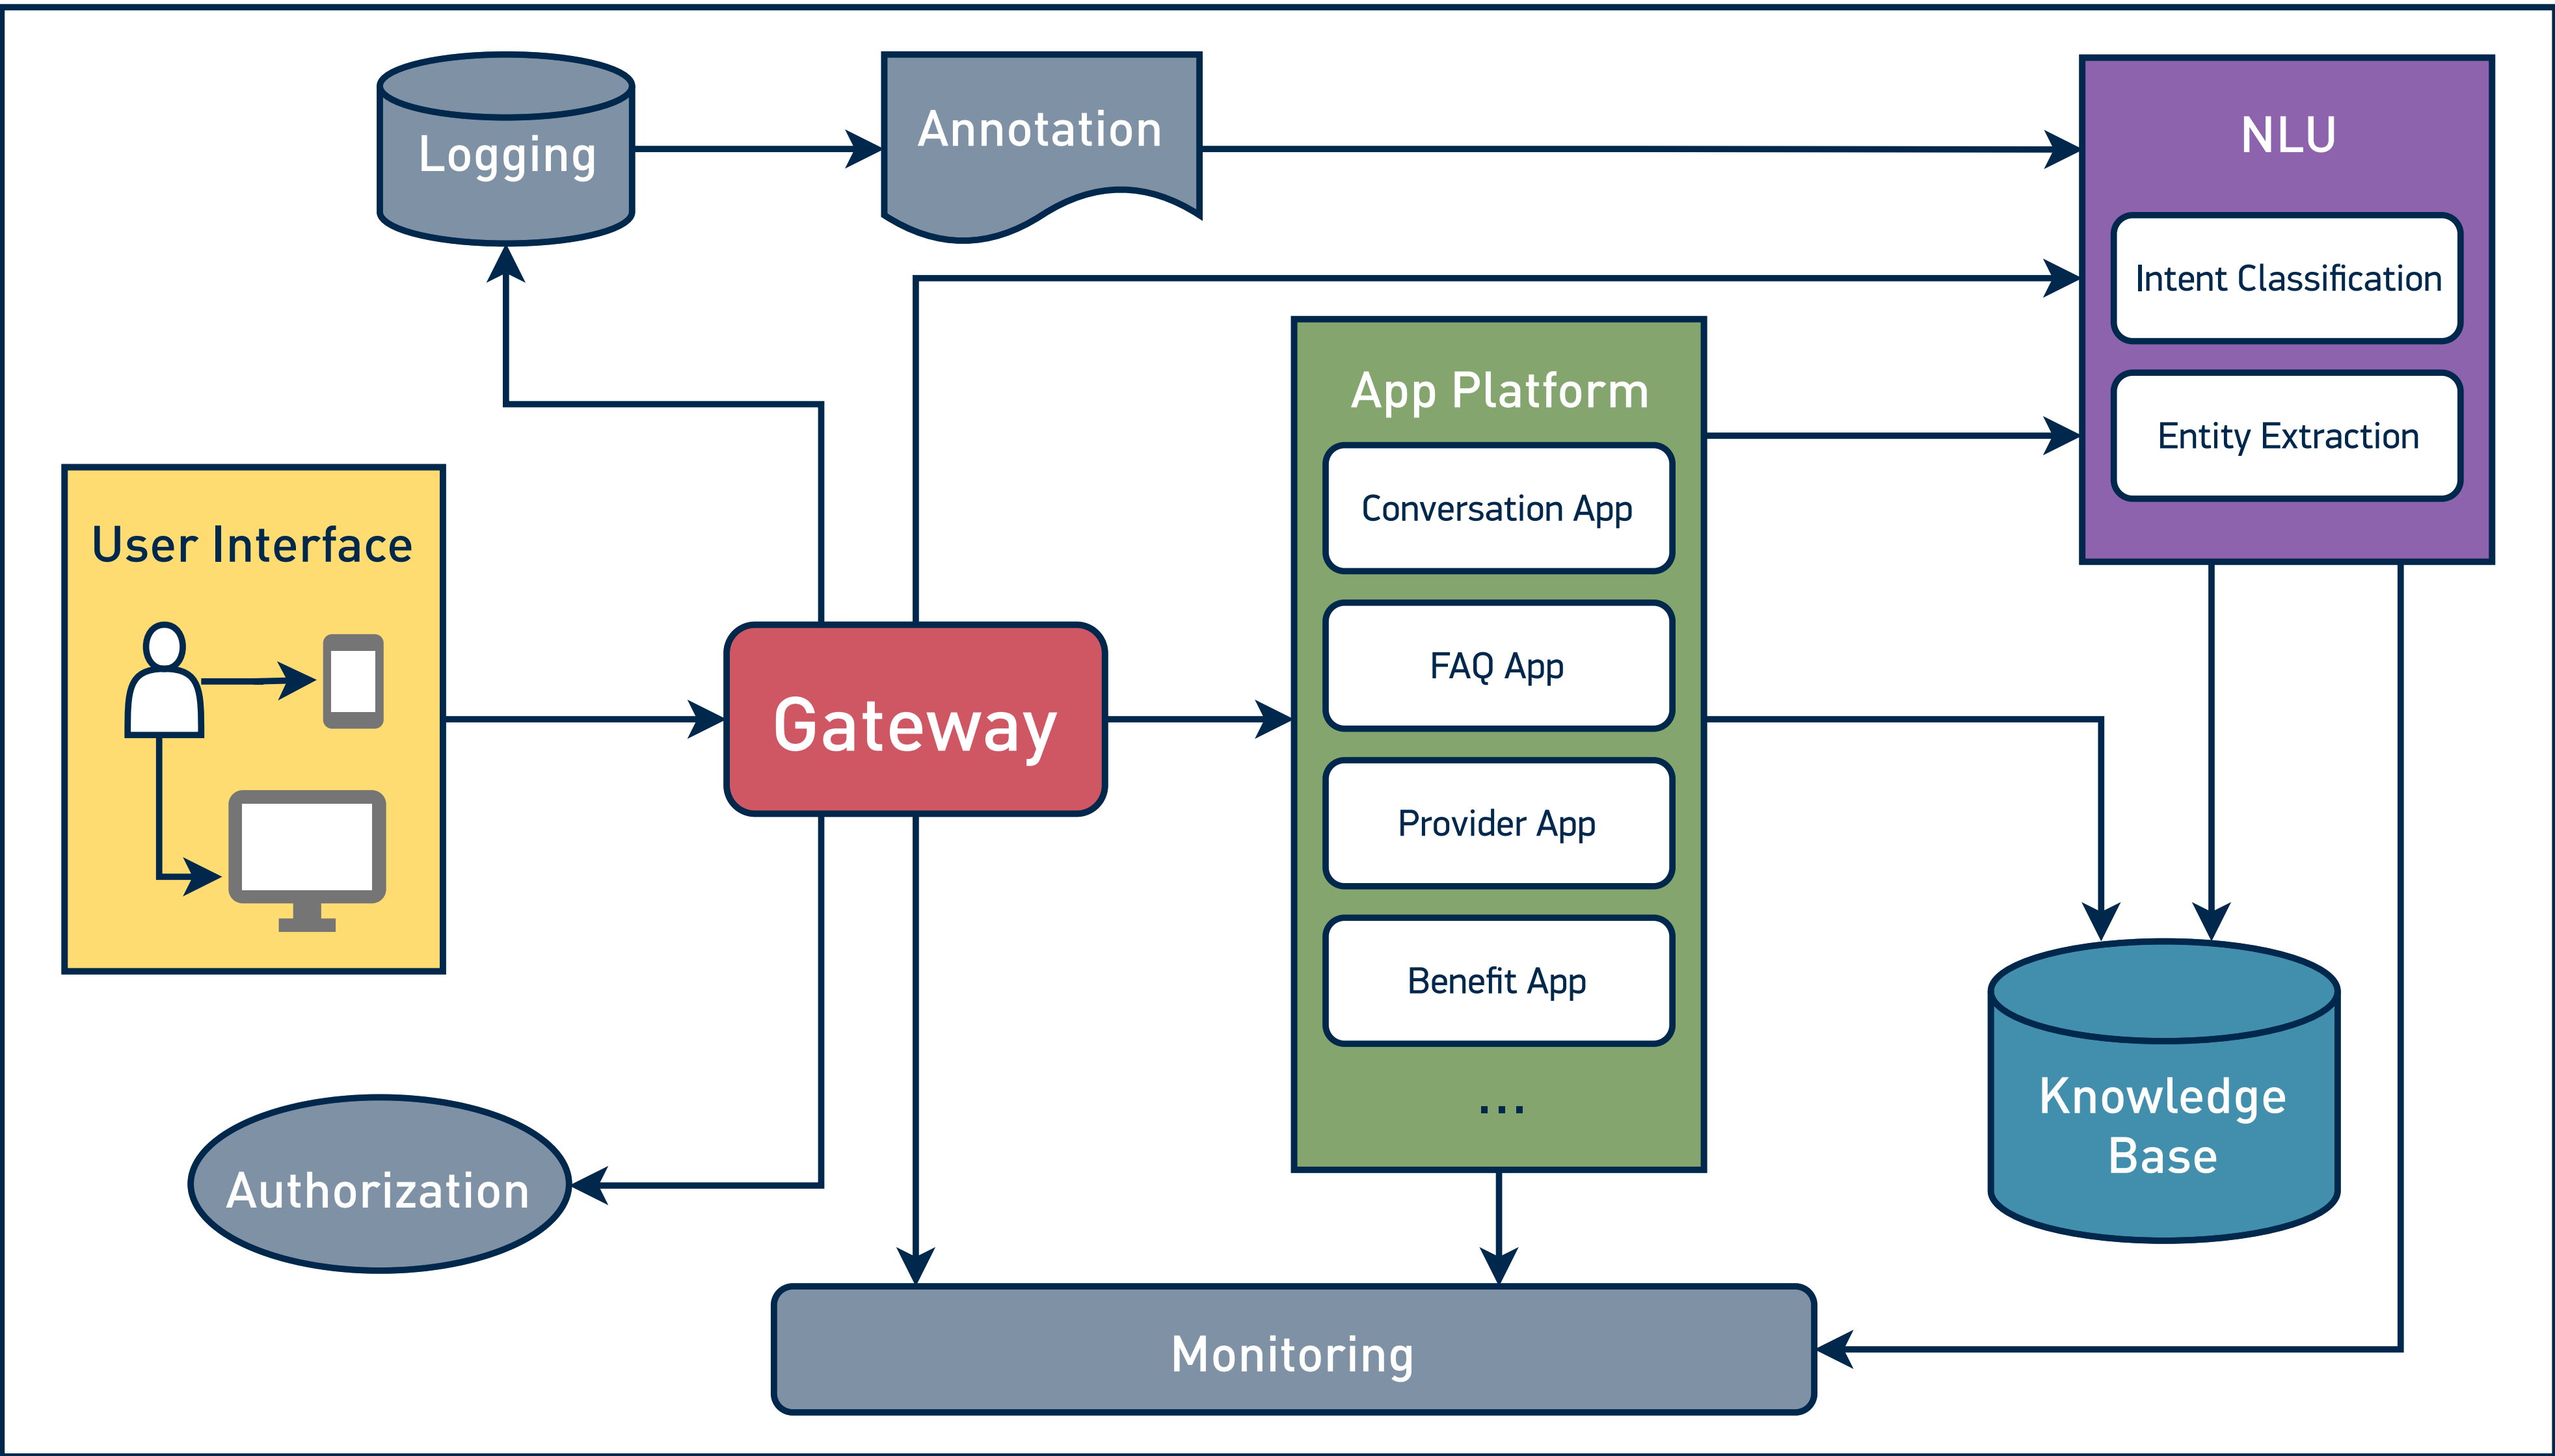 Logging
Annotation
NLU
Intent Classification
Entity Extraction
App Platform
Conversation App
FAQ App
Provider App
Benefit App
...
User Interface
Gateway
Knowledge
Base
Authorization
Monitoring